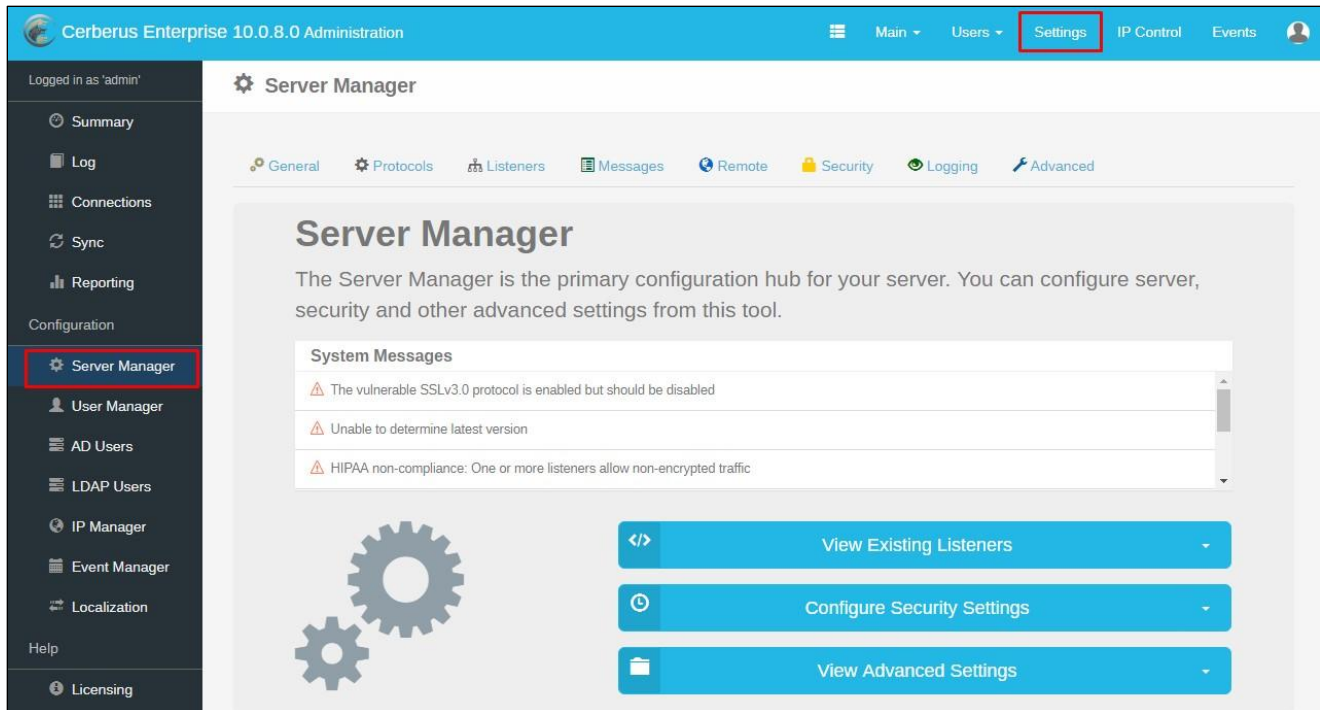 Cerberus Enterprise 10.0.8.0 Administration
Main
Users
Settings
IP Control
Events
Logged in as 'admin'
Summary
Log
Connections
Sync
Reporting
Configuration
Server Manager
User Manager
AD Users
LDAP Users
IP Manager
Event Manager
Localization
Help
Licensing
Server Manager
General
Protocols
Listeners
Messages
Remote
Security
Logging
Advanced
Server Manager
The Server Manager is the primary configuration hub for your server. You can configure server,
security and other advanced settings from this tool.
System Messages
The vulnerable SSLv3.0 protocol is enabled but should be disabled
Unable to determine latest version
HIPAA non-compliance: One or more listeners allow non-encrypted traffic
View Existing Listeners
Configure Security Settings
View Advanced Settings